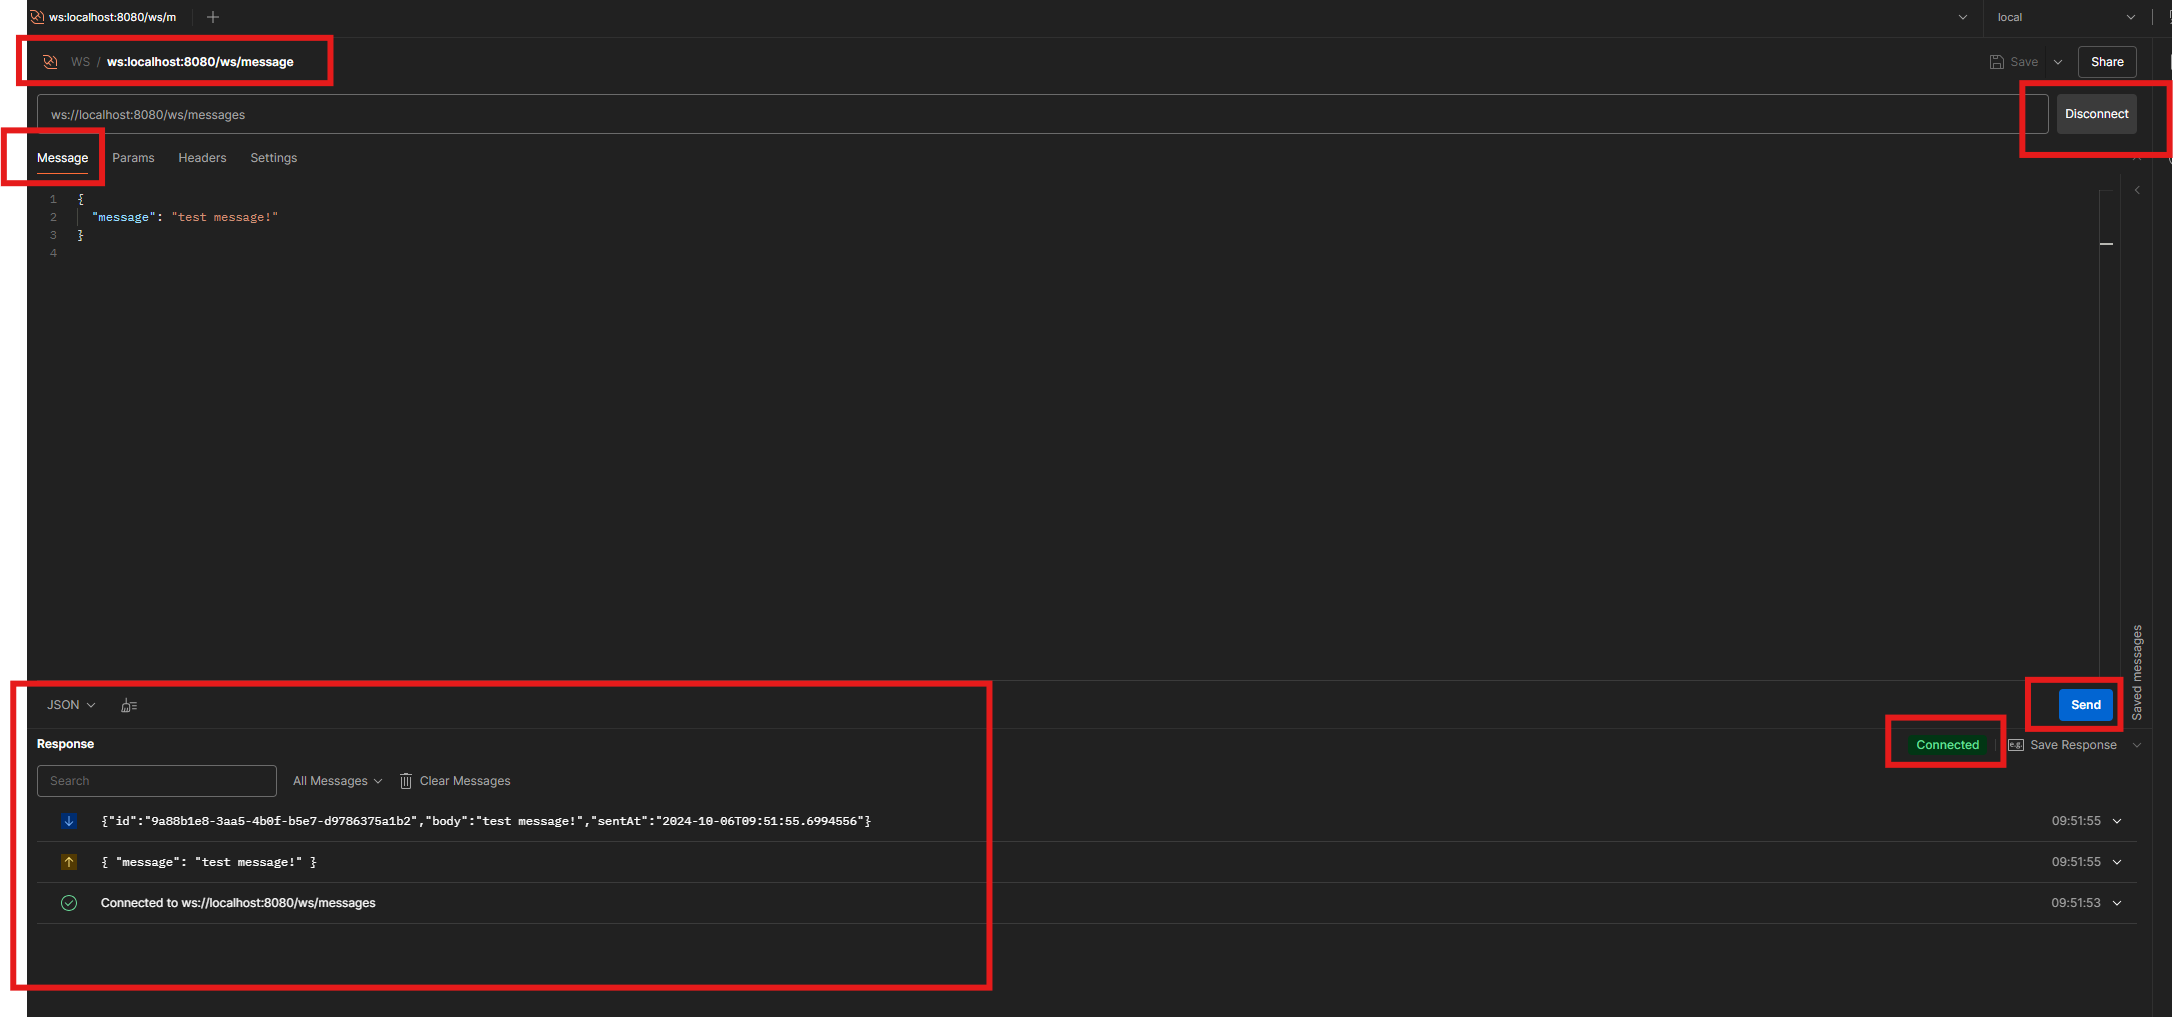 ws:localhost:8080/ws/m
local
WS / ws:localhost:8080/ws/message
Save
Share
ws://localhost:8080/ws/messages
Disconnect
Message Params Headers Settings
1 {
2 "message": "test message!"
3 }
4
Saved messages
JSON
Send
Response
Connected
Save Response
Search
All Messages
Clear Messages
{"id":"9a88b1e8-3aa5-4b0f-b5e7-d9786375a1b2","body":"test message!","sentAt":"2024-10-06T09:51:55.6994556"} 09:51:55
{ "message": "test message!" } 09:51:55
Connected to ws://localhost:8080/ws/messages 09:51:53